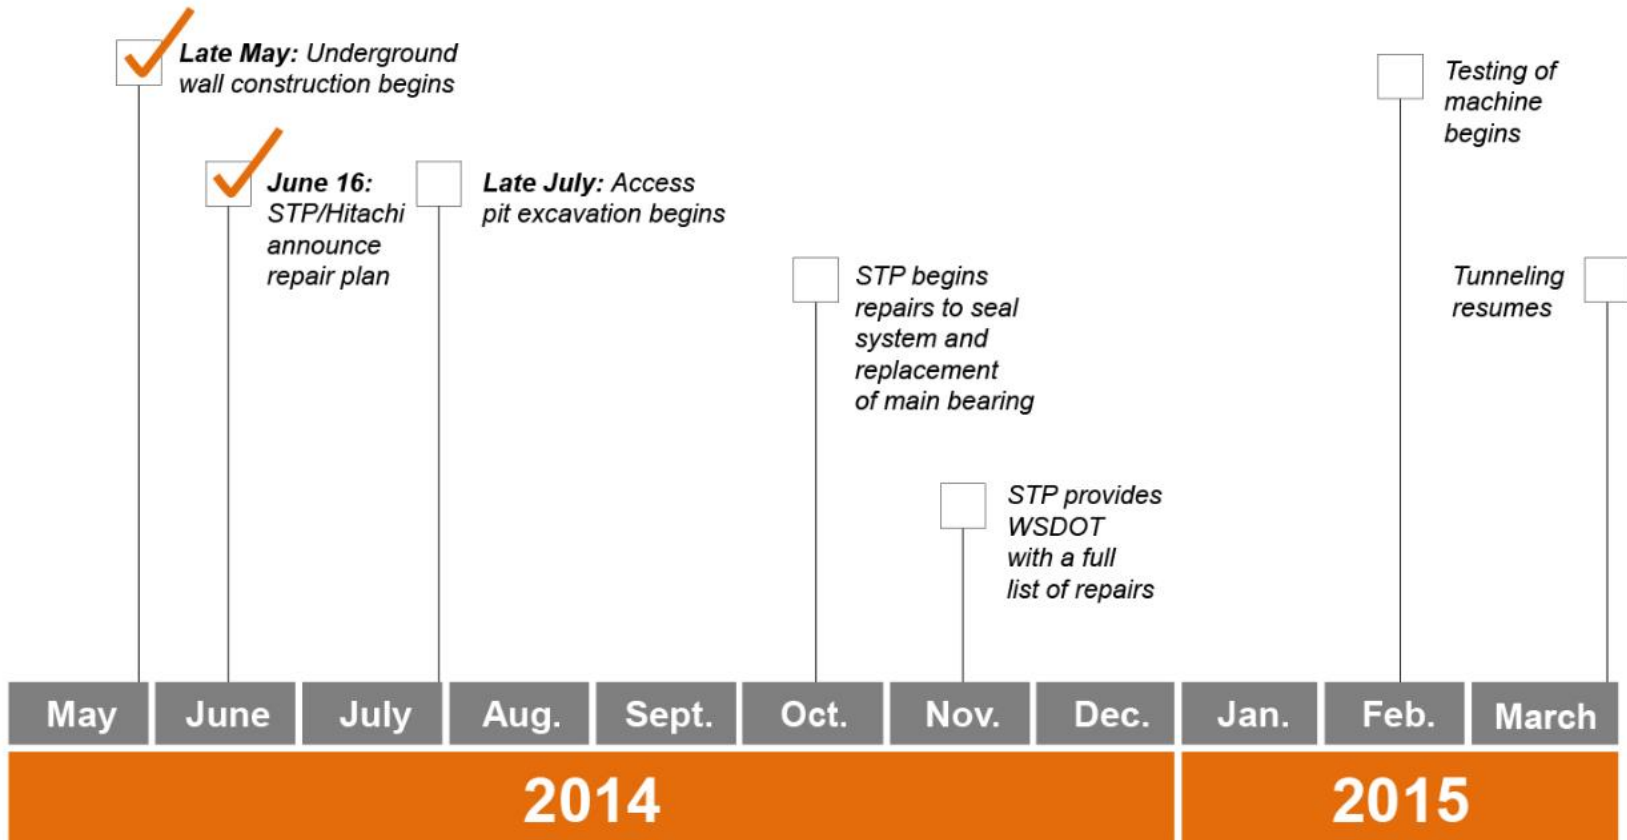 Late May: Underground
wall construction begins
June 16:
STP/Hitachi
announce
repair plan
Late July: Access
pit excavation begins
STP begins
repairs to seal
system and
replacement
of main bearing
STP provides
WSDOT
with a full
list of repairs
Testing of
machine
begins
Tunneling
resumes
May June July Aug. Sept. Oct. Nov. Dec. Jan. Feb. March
2014 2015